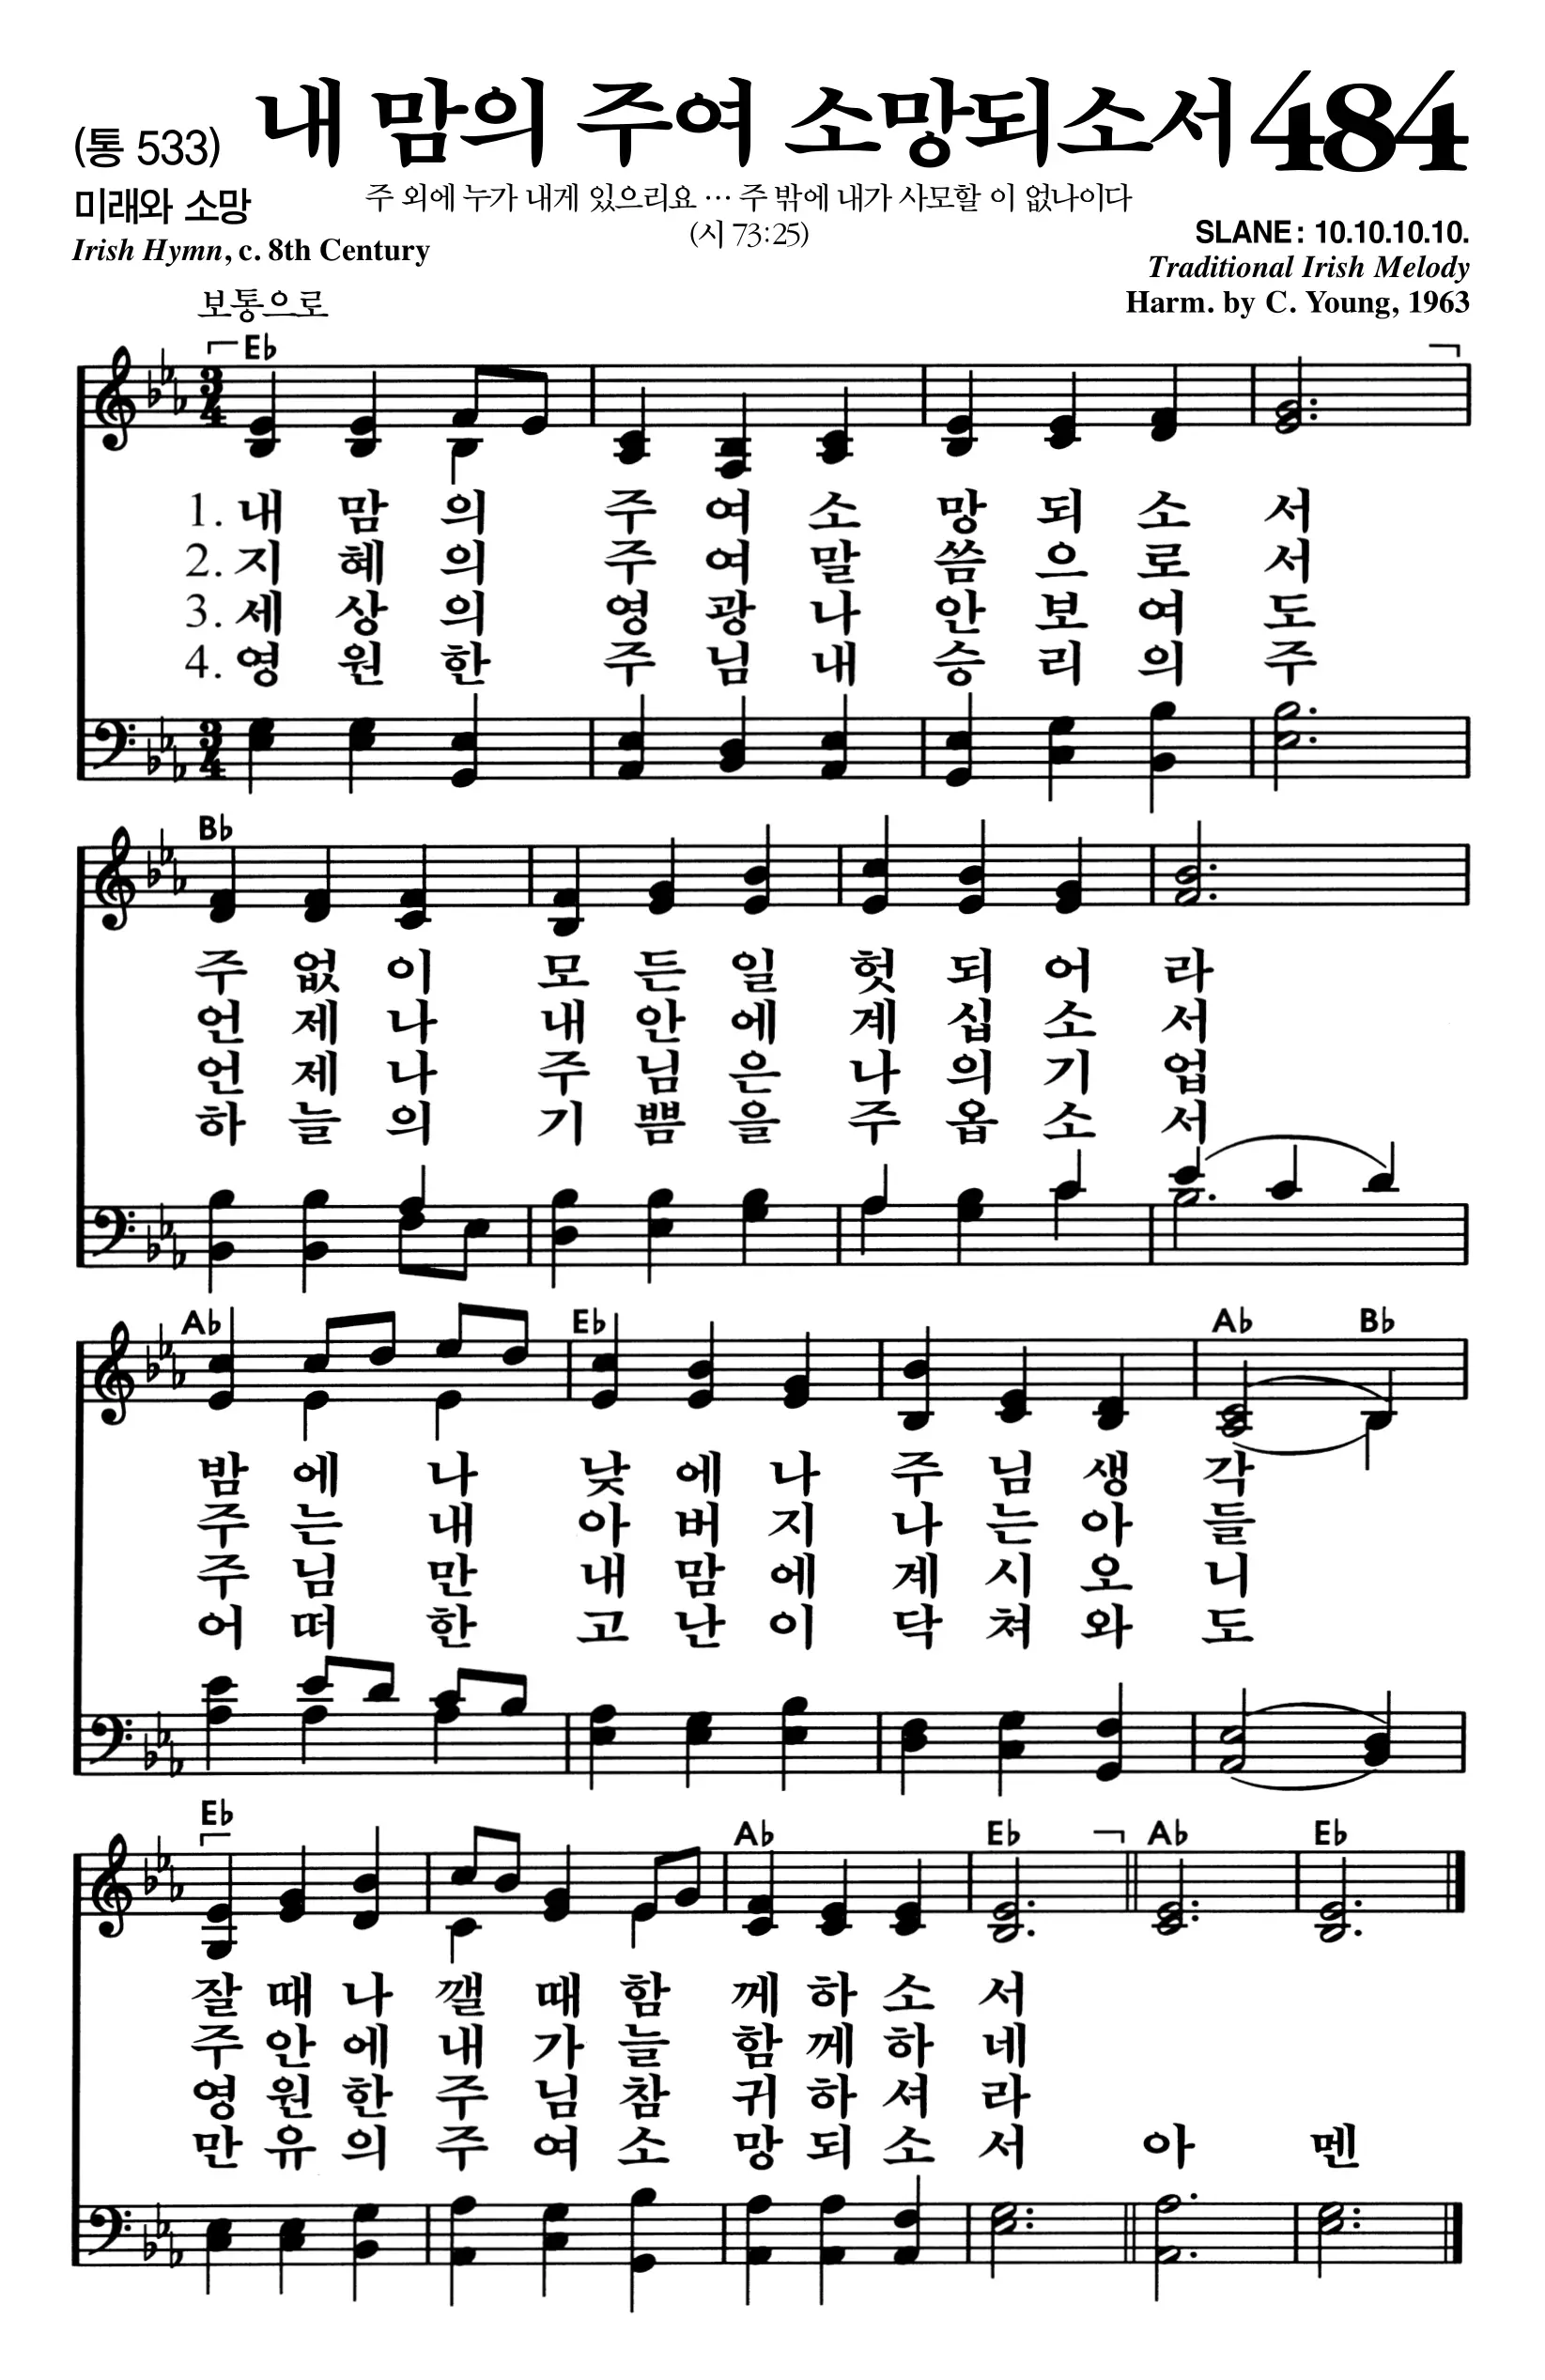 (통 533) 내 맘의 주여 소망되소서 484
미래와 소망
주 외에 누가 내게 있으리요 … 주 밖에 내가 사모할 이 없나이다
(시 73:25)
Irish Hymn, c. 8th Century
SLANE: 10.10.10.10.
Traditional Irish Melody
Harm. by C. Young, 1963
보통으로
E♭
3 4
1. 내 맘 의 주 여 소 망 되 소 서
2. 지 혜 의 주 여 말 씀 으 로 서
3. 세 상 의 영 광 나 안 보 여 도
4. 영 원 한 주 님 내 승 리 의 주
3 4
B♭
주 없 이 모 든 일 헛 되 어 라
언 제 나 내 안 에 계 십 소 서
언 제 나 주 님 은 나 의 기 업
하 늘 의 기 쁨 을 주 옵 소 서
A♭ E♭ A♭ B♭
밤 에 나 낮 에 나 주 님 생 각
주 는 내 아 버 지 나 는 아 들
주 님 만 내 맘 에 계 시 오 니
어 떠 한 고 난 이 닥 쳐 와 도
E♭ A♭ E♭ A♭ E♭
잘 때 나 깰 때 함 께 하 소 서
주 안 에 내 가 늘 함 께 하 네
영 원 한 주 님 참 귀 하 셔 라
만 유 의 주 여 소 망 되 소 서 아 멘